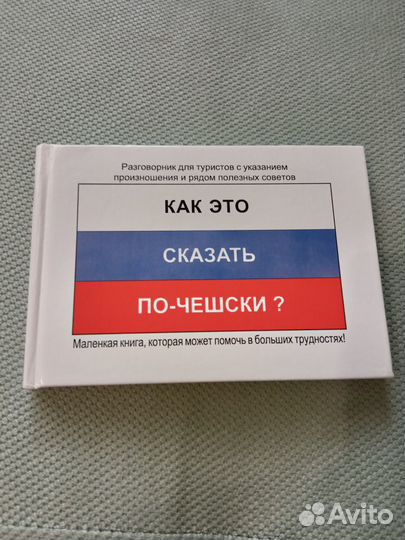 Разговорник для туристов с указанием
произношения и рядом полезных советов
КАК ЭТО
СКАЗАТЬ
ПО-ЧЕШСКИ ?
Маленкая книга, которая может помочь в больших трудностях!
Avito